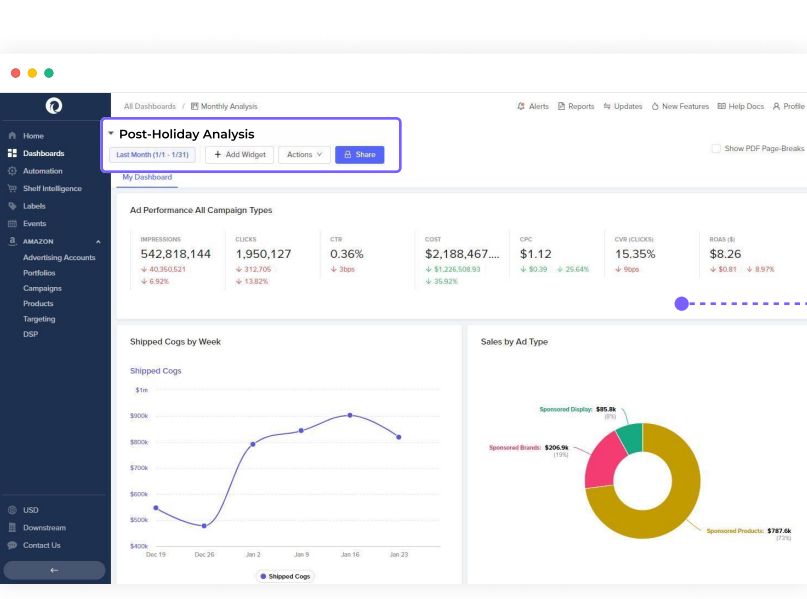 All Dashboards / Monthly Analysis
Alerts Reports Updates New Features Help Docs Profile
Home
Dashboards
Automation
Shelf Intelligence
Labels
Events
AMAZON
Advertising Accounts
Portfolios
Campaigns
Products
Targeting
DSP
USD
Downstream
Contact Us
Post-Holiday Analysis
Last Month (1/1 - 1/31) + Add Widget Actions Share
Show PDF Page-Breaks
My Dashboard
Ad Performance All Campaign Types
IMPRESSIONS
542,818,144
↓ 40,350,521
↓ 6.92%
CLICKS
1,950,127
↓ 312,705
↓ 13.82%
CTR
0.36%
↓ 3bps
COST
$2,188,467....
↓ $1,226,508.93
↓ 35.92%
CPC
$1.12
↓ $0.39 ↓ 25.64%
CVR (CLICKS)
15.35%
↓ 9bps
ROAS ($)
$8.26
↓ $0.81 ↓ 8.97%
Shipped Cogs by Week
Shipped Cogs
$1m
$900k
$800k
$700k
$600k
$500k
$400k
Dec 19 Dec 26 Jan 2 Jan 9 Jan 16 Jan 23
Shipped Cogs
Sales by Ad Type
Sponsored Display: $85.8k
(8%)
Sponsored Brands: $206.9k
(19%)
Sponsored Products: $787.6k
(73%)